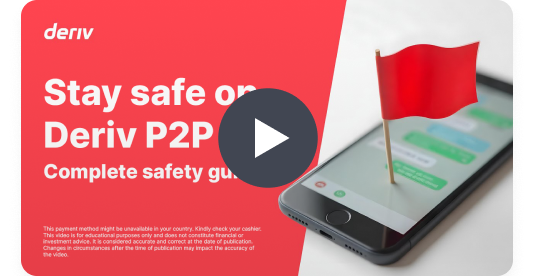 deriv
Stay safe on
Deriv P2P
Complete safety
This payment method might be unavailable in your country. Kindly check your cashier.
This video is for educational purposes only and does not constitute financial or
investment advice. It is considered accurate and correct at the date of publication.
Changes in circumstances after the time of publication may impact the accuracy of
the video.